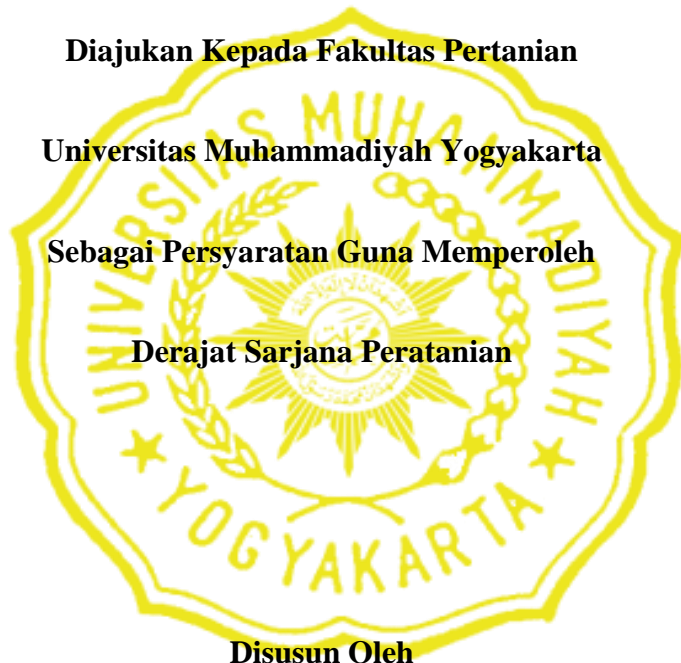 Diajukan Kepada Fakultas Pertanian
Universitas Muhammadiyah Yogyakarta
Sebagai Persyaratan Guna Memperoleh
Derajat Sarjana Peratanian
Disusun Oleh
UNIVERSITAS MUHAMMADIYAH
YOGYAKARTA